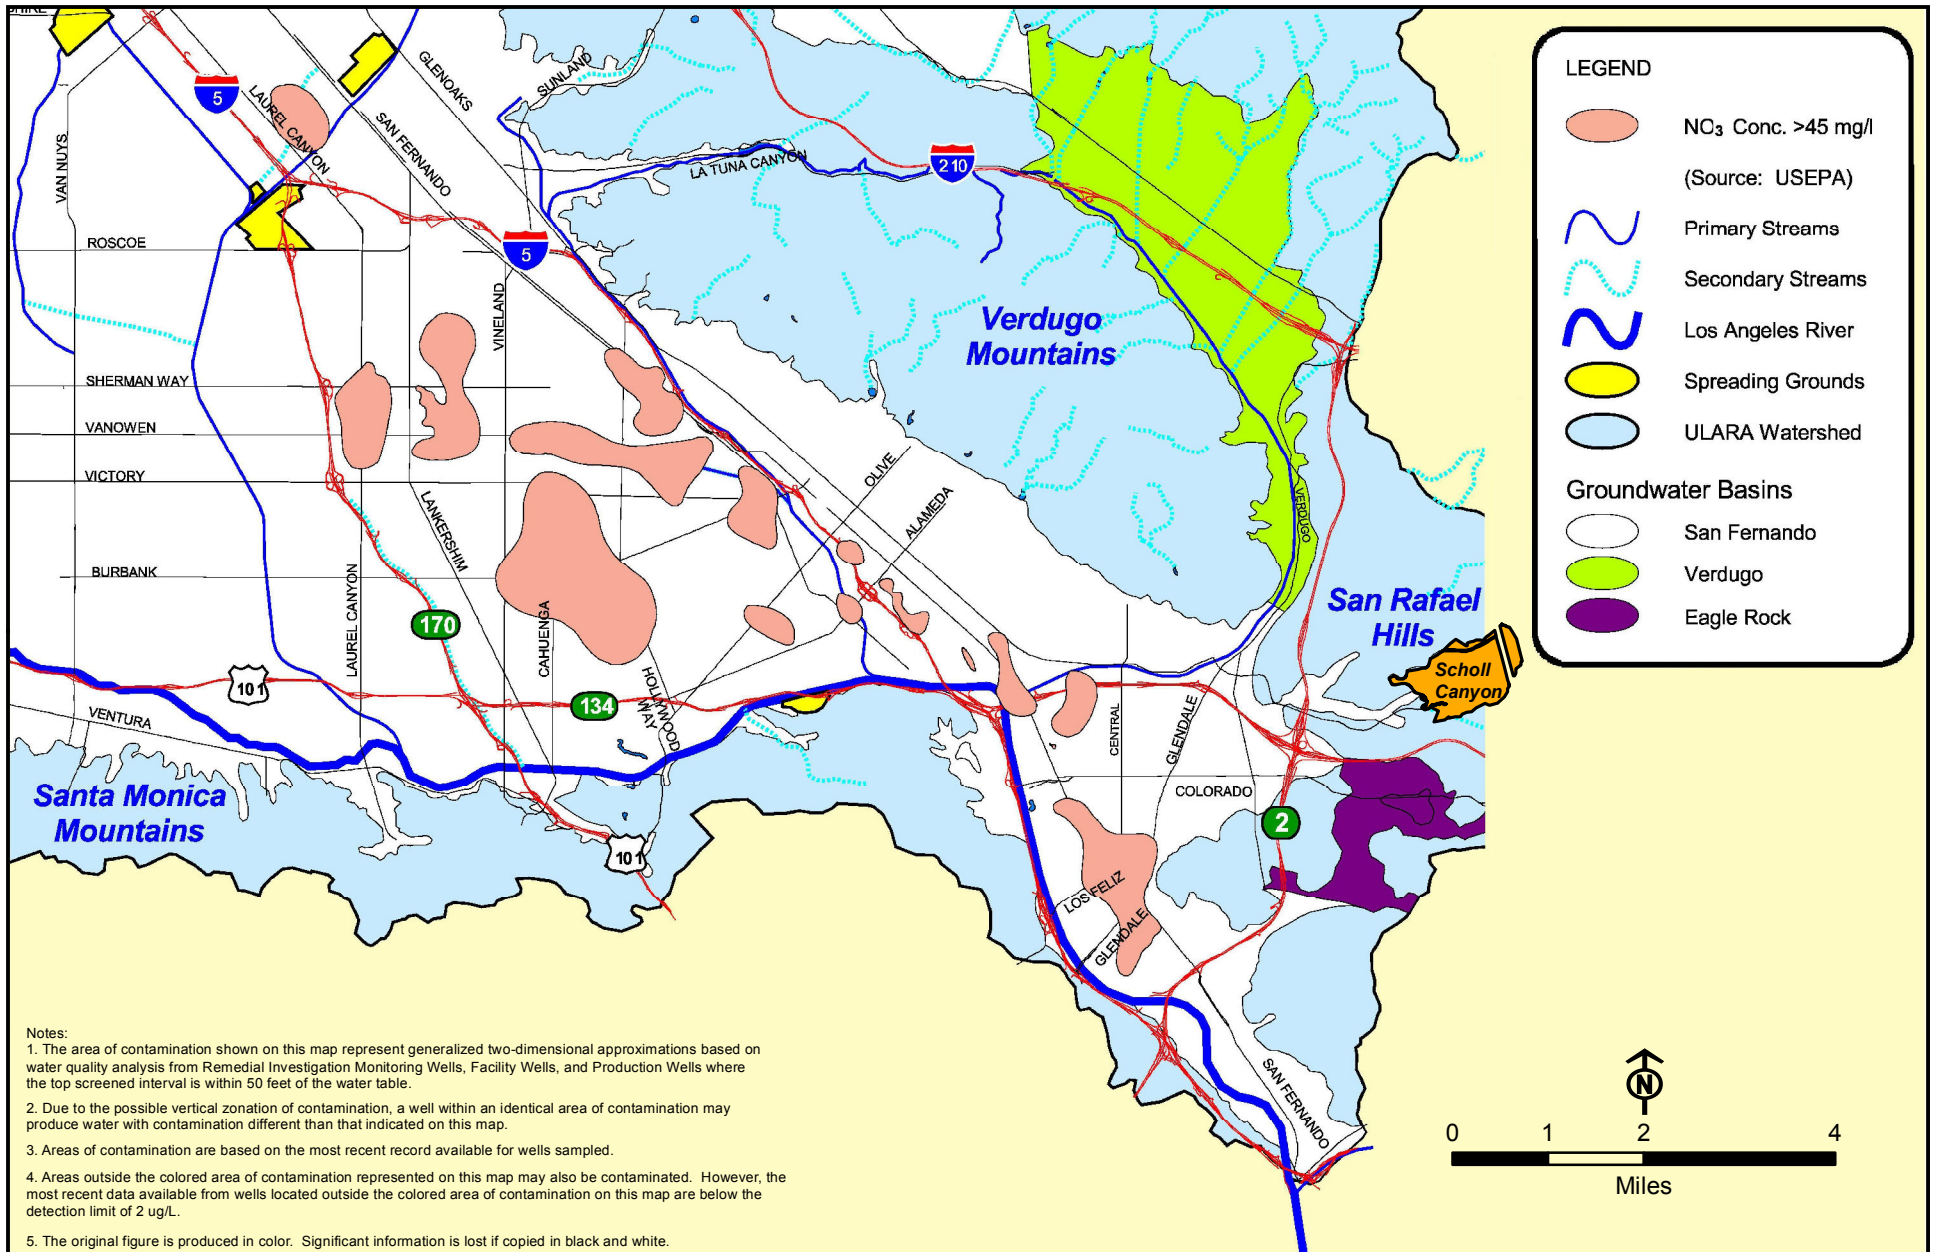 SHIRE
5
LAUREL CANYON
GLENOAKS
SUNLAND
SAN FERNANDO
VAN NUYS
LA TUNA CANYON
210
ROSCOE
5
VINELAND
Verdugo
Mountains
SHERMAN WAY
VANOWEN
VICTORY
OLIVE
ALAMEDA
LANKERSHIM
VERDUGO
BURBANK
LAUREL CANYON
170
CAHUENGA
San Rafael
Hills
Scholl
Canyon
101
134
HOLLYWOOD
WAY
VENTURA
CENTRAL
GLENDALE
Santa Monica
Mountains
COLORADO
2
101
LOS FELIZ
GLENDALE
SAN FERNANDO
LEGEND
NO₃ Conc. >45 mg/l
(Source: USEPA)
Primary Streams
Secondary Streams
Los Angeles River
Spreading Grounds
ULARA Watershed
Groundwater Basins
San Fernando
Verdugo
Eagle Rock
N
0 1 2 4
Miles
Notes:
1. The area of contamination shown on this map represent generalized two-dimensional approximations based on
water quality analysis from Remedial Investigation Monitoring Wells, Facility Wells, and Production Wells where
the top screened interval is within 50 feet of the water table.
2. Due to the possible vertical zonation of contamination, a well within an identical area of contamination may
produce water with contamination different than that indicated on this map.
3. Areas of contamination are based on the most recent record available for wells sampled.
4. Areas outside the colored area of contamination represented on this map may also be contaminated. However, the
most recent data available from wells located outside the colored area of contamination on this map are below the
detection limit of 2 ug/L.
5. The original figure is produced in color. Significant information is lost if copied in black and white.